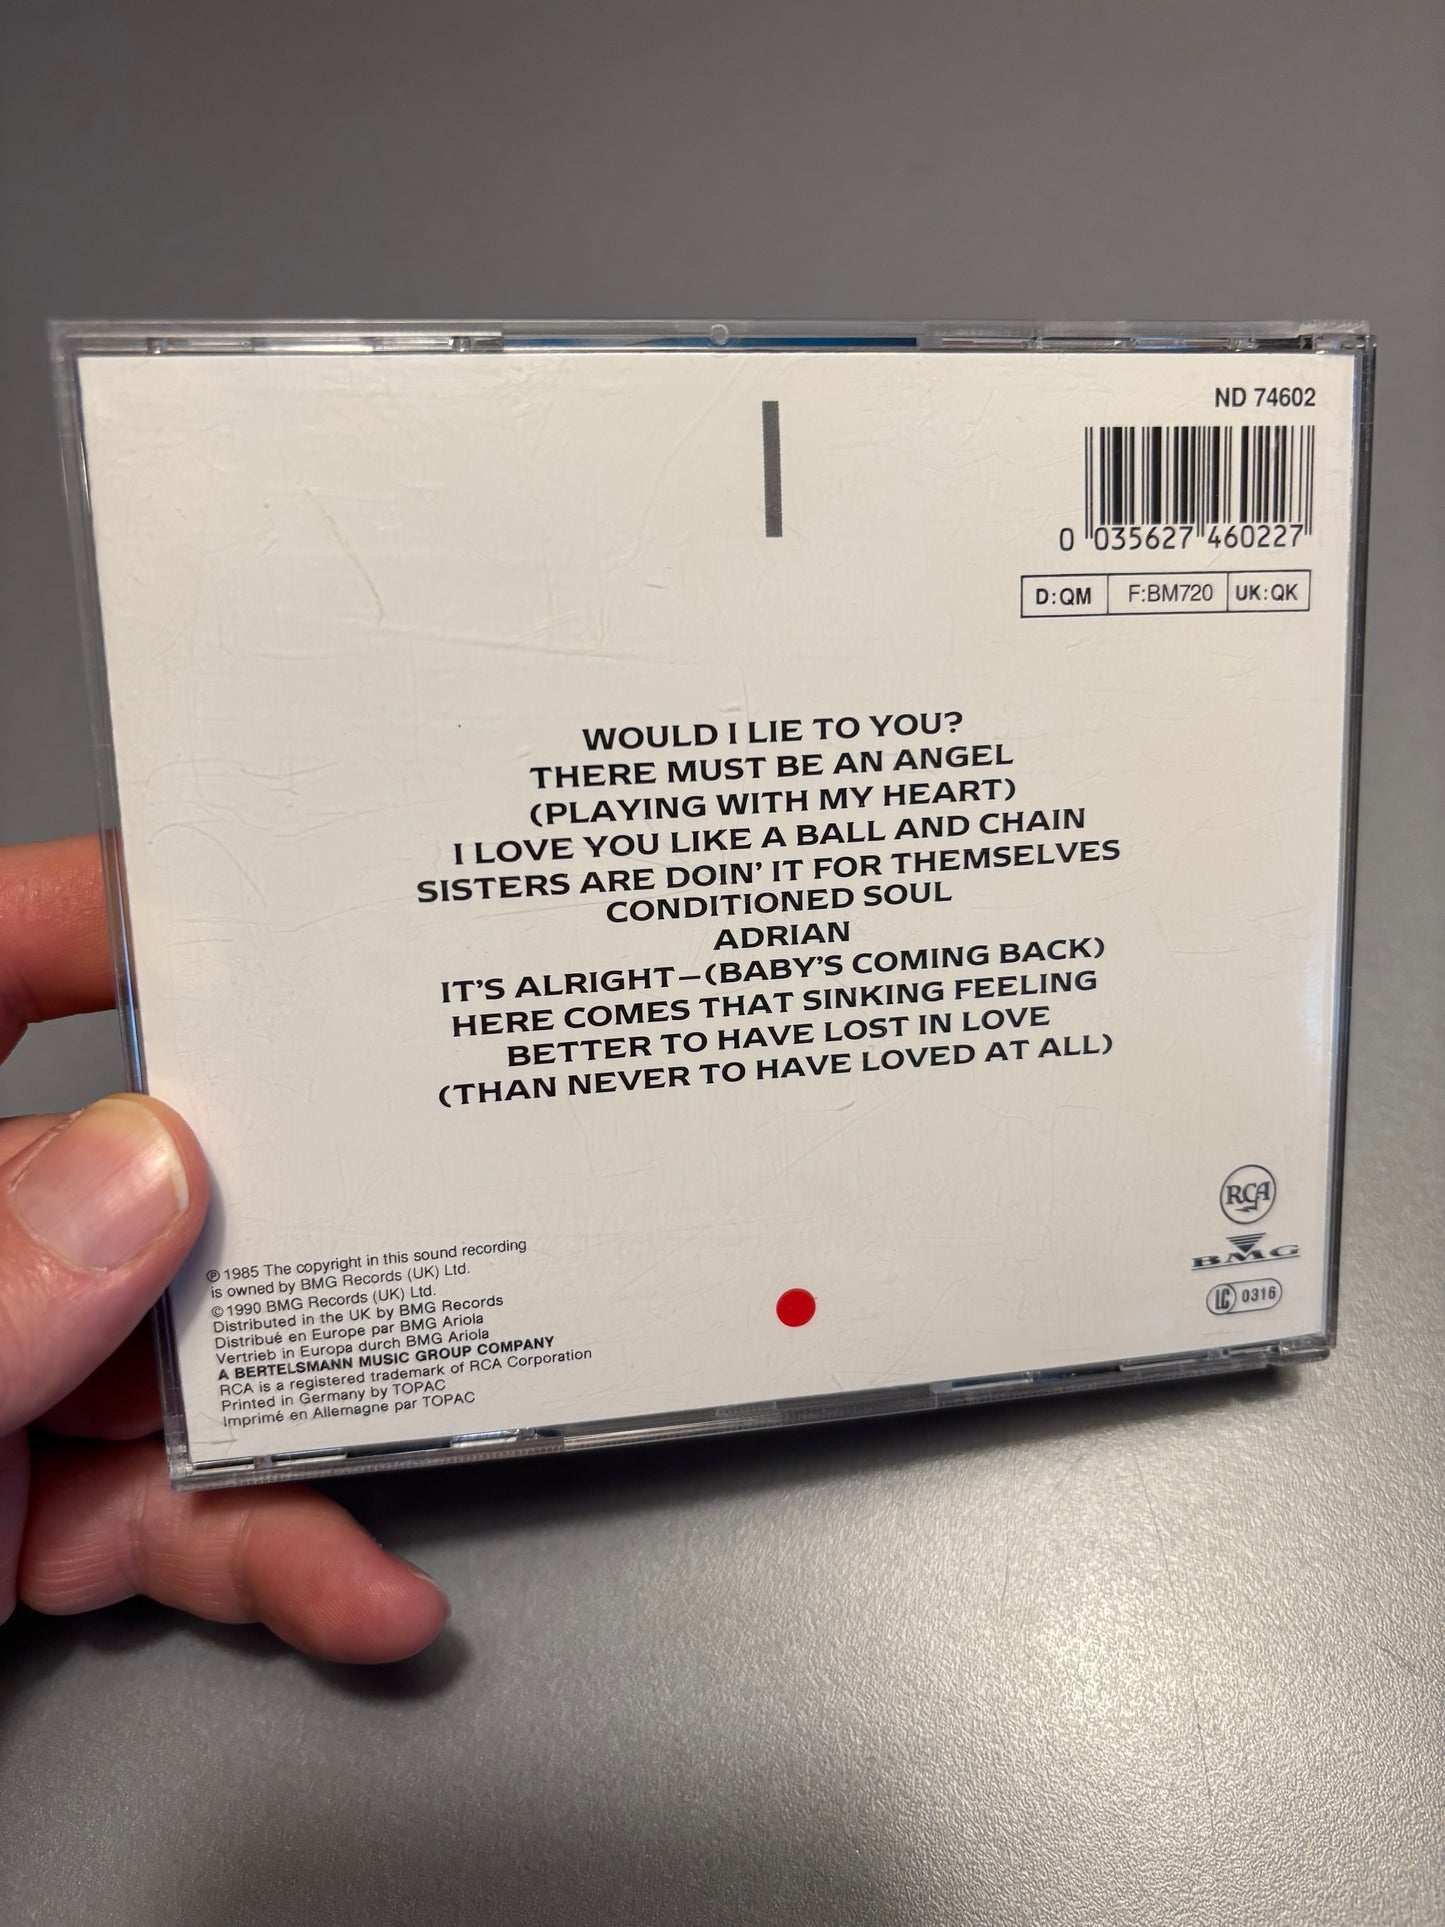 ND 74602
0 035627 460227
D:QM F:BM720 UK:QK
WOULD I LIE TO YOU?
THERE MUST BE AN ANGEL
(PLAYING WITH MY HEART)
I LOVE YOU LIKE A BALL AND CHAIN
SISTERS ARE DOIN' IT FOR THEMSELVES
CONDITIONED SOUL
ADRIAN
IT'S ALRIGHT–(BABY'S COMING BACK)
HERE COMES THAT SINKING FEELING
BETTER TO HAVE LOST IN LOVE
(THAN NEVER TO HAVE LOVED AT ALL)
RCA
BMG
LC 0316
℗ 1985 The copyright in this sound recording
is owned by BMG Records (UK) Ltd.
© 1990 BMG Records (UK) Ltd.
Distributed in the UK by BMG Records
Distribué en Europe par BMG Ariola
Vertrieb in Europa durch BMG Ariola
A BERTELSMANN MUSIC GROUP COMPANY
RCA is a registered trademark of RCA Corporation
Printed in Germany by TOPAC
Imprimé en Allemagne par TOPAC